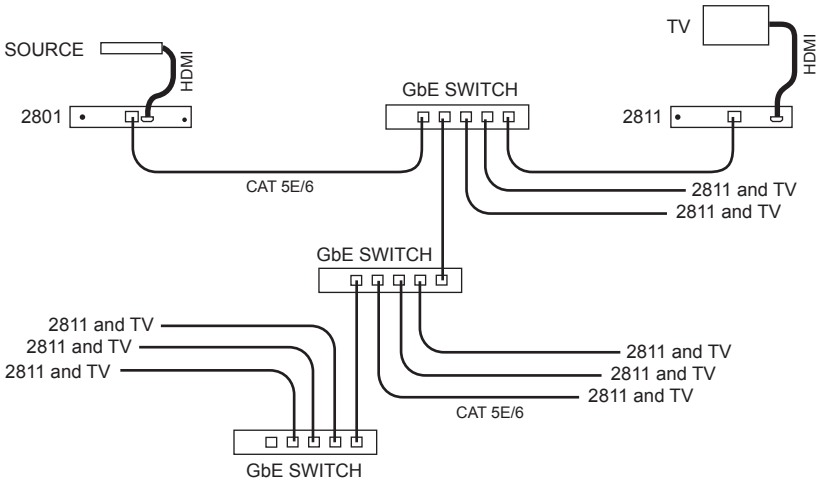 TV
SOURCE
HDMI
HDMI
GbE SWITCH
2801
2811
CAT 5E/6
2811 and TV
2811 and TV
GbE SWITCH
2811 and TV
2811 and TV
2811 and TV
2811 and TV
2811 and TV
2811 and TV
CAT 5E/6
GbE SWITCH